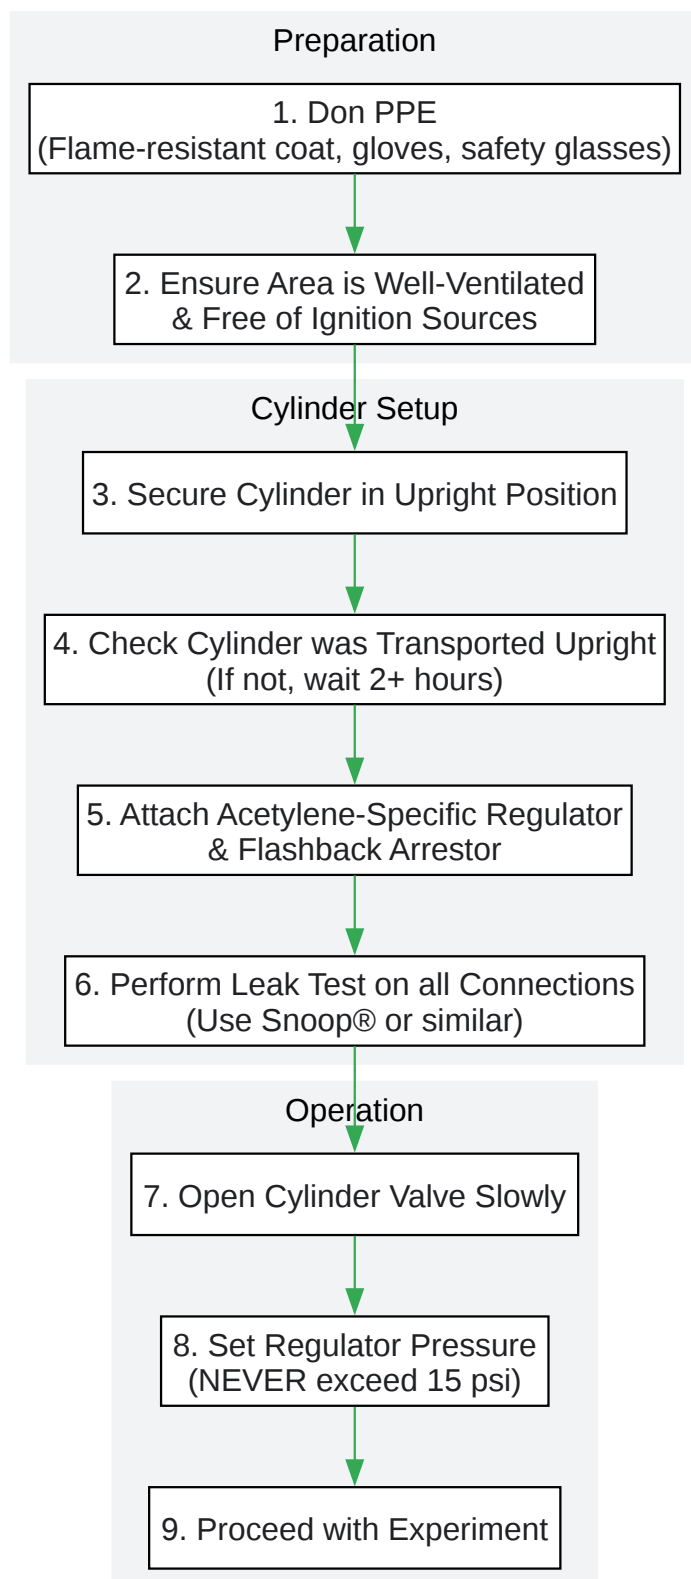 Preparation
1. Don PPE
(Flame-resistant coat, gloves, safety glasses)
2. Ensure Area is Well-Ventilated
& Free of Ignition Sources
Cylinder Setup
3. Secure Cylinder in Upright Position
4. Check Cylinder was Transported Upright
(If not, wait 2+ hours)
5. Attach Acetylene-Specific Regulator
& Flashback Arrestor
6. Perform Leak Test on all Connections
(Use Snoop® or similar)
Operation
7. Open Cylinder Valve Slowly
8. Set Regulator Pressure
(NEVER exceed 15 psi)
9. Proceed with Experiment